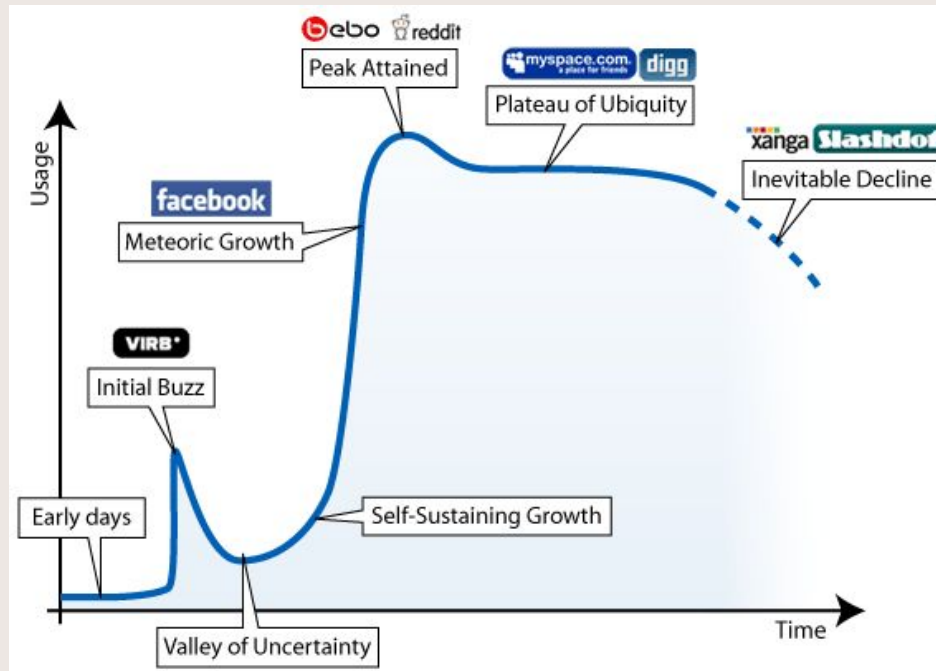 bebo reddit
Peak Attained
myspace.com.
a place for friends
digg
Plateau of Ubiquity
xanga Slashdot
Inevitable Decline
Usage
facebook
Meteoric Growth
VIRB
Initial Buzz
Early days
Self-Sustaining Growth
Valley of Uncertainty
Time